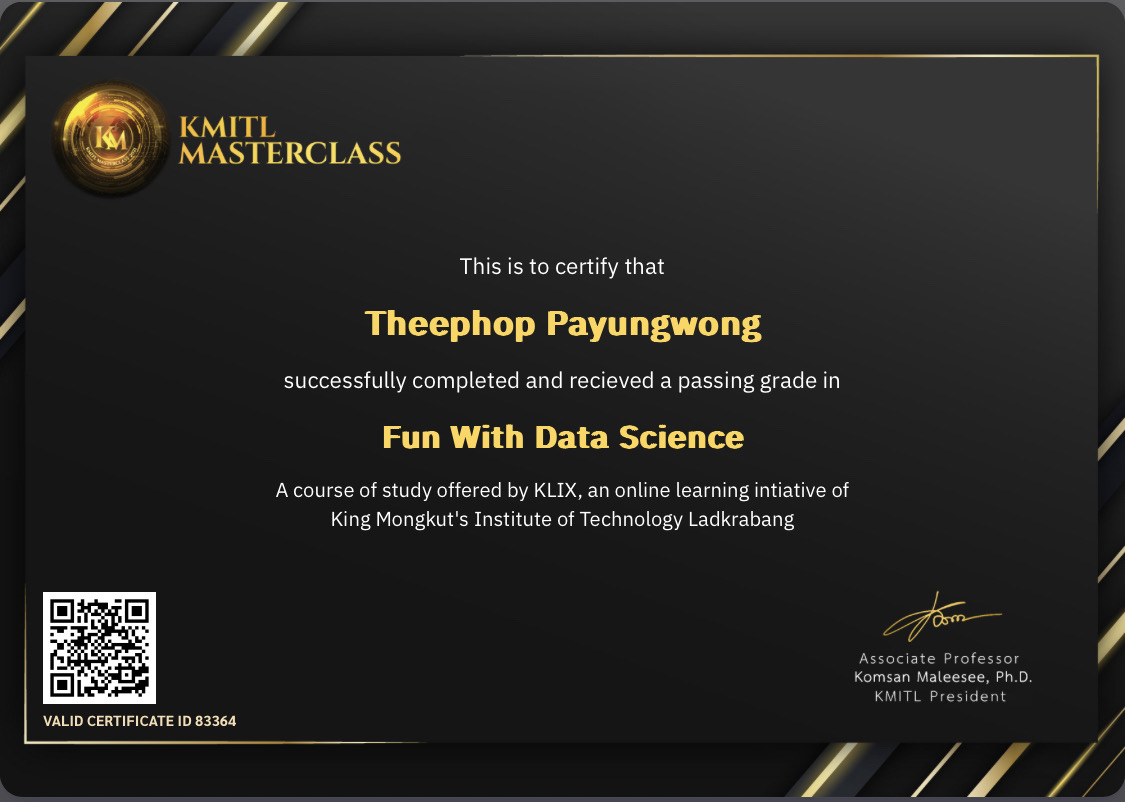 KM
KMITL
MASTERCLASS
This is to certify that
Theephop Payungwong
successfully completed and recieved a passing grade in
Fun With Data Science
A course of study offered by KLIX, an online learning intiative of
King Mongkut's Institute of Technology Ladkrabang
VALID CERTIFICATE ID 83364
Associate Professor
Komsan Maleesee, Ph.D.
KMITL President